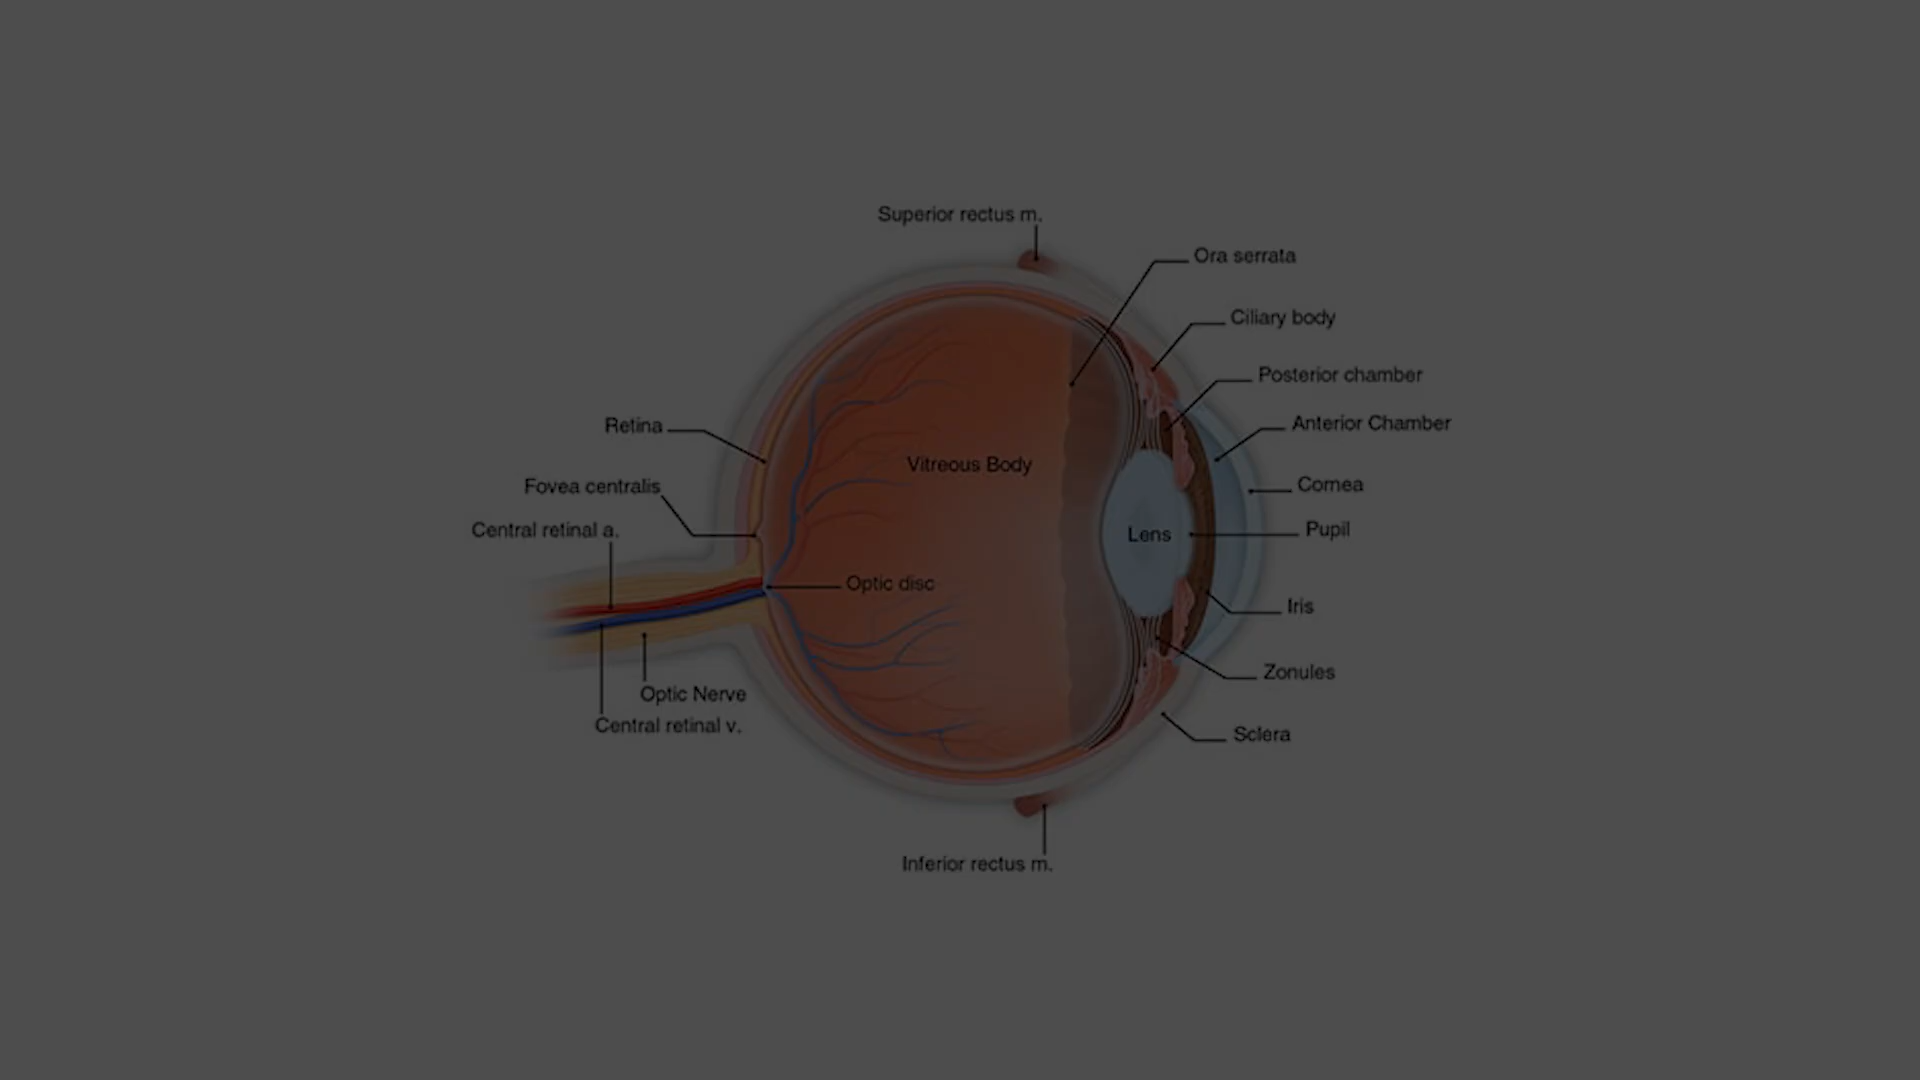 Superior rectus m.
Ora serrata
Ciliary body
Posterior chamber
Anterior Chamber
Retina
Vitreous Body
Fovea centralis
Cornea
Central retinal a.
Pupil
Lens
Optic disc
Iris
Zonules
Optic Nerve
Central retinal v.
Sclera
Inferior rectus m.